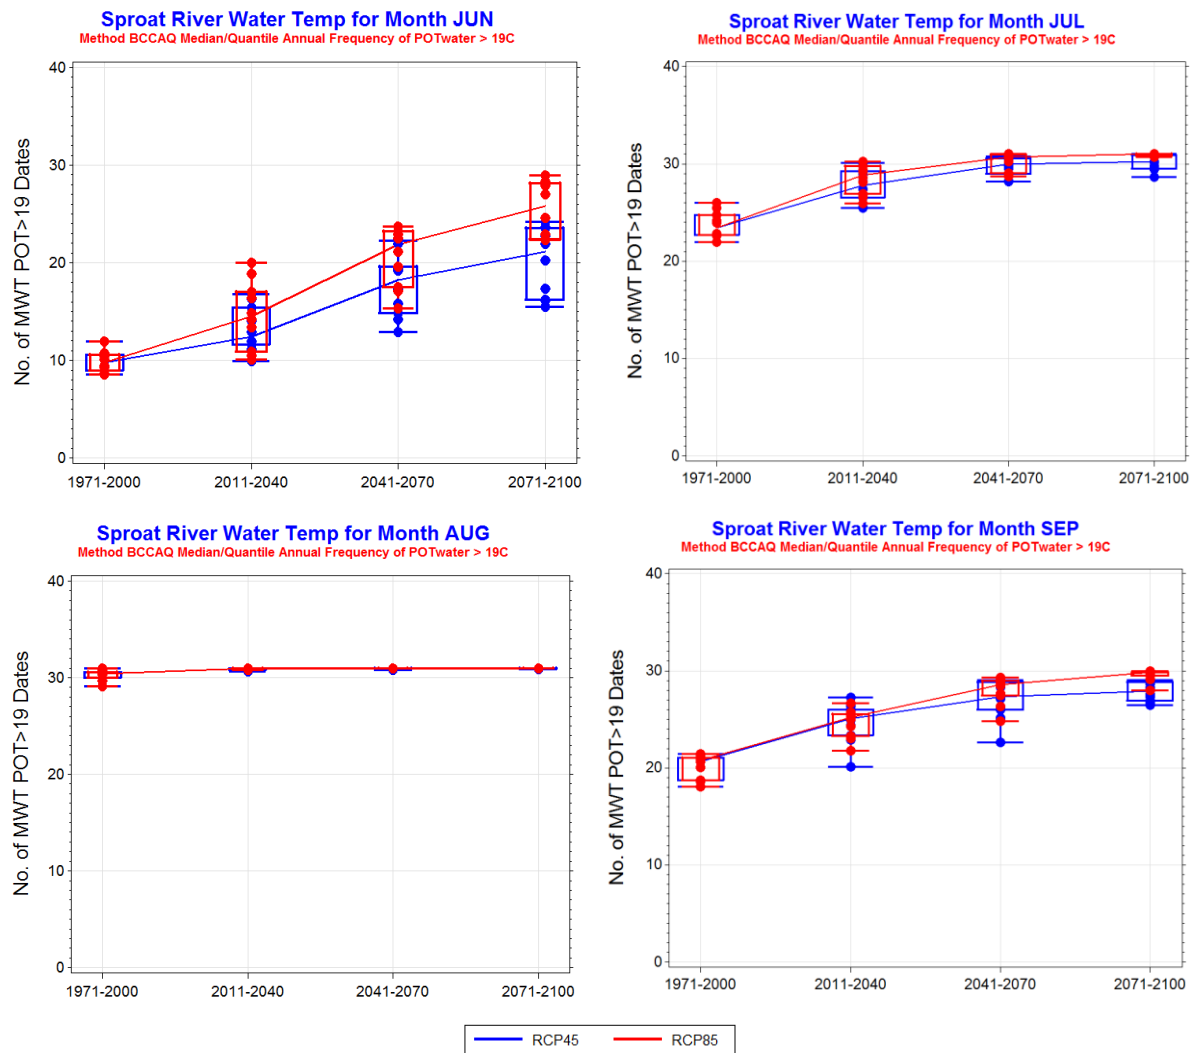 Sproat River Water Temp for Month JUN
Method BCCAQ Median/Quantile Annual Frequency of POTwater > 19C
No. of MWT POT>19 Dates
40
30
20
10
0
1971-2000 2011-2040 2041-2070 2071-2100
Sproat River Water Temp for Month JUL
Method BCCAQ Median/Quantile Annual Frequency of POTwater > 19C
No. of MWT POT>19 Dates
40
30
20
10
0
1971-2000 2011-2040 2041-2070 2071-2100
Sproat River Water Temp for Month AUG
Method BCCAQ Median/Quantile Annual Frequency of POTwater > 19C
No. of MWT POT>19 Dates
40
30
20
10
0
1971-2000 2011-2040 2041-2070 2071-2100
Sproat River Water Temp for Month SEP
Method BCCAQ Median/Quantile Annual Frequency of POTwater > 19C
No. of MWT POT>19 Dates
40
30
20
10
0
1971-2000 2011-2040 2041-2070 2071-2100
RCP45 RCP85